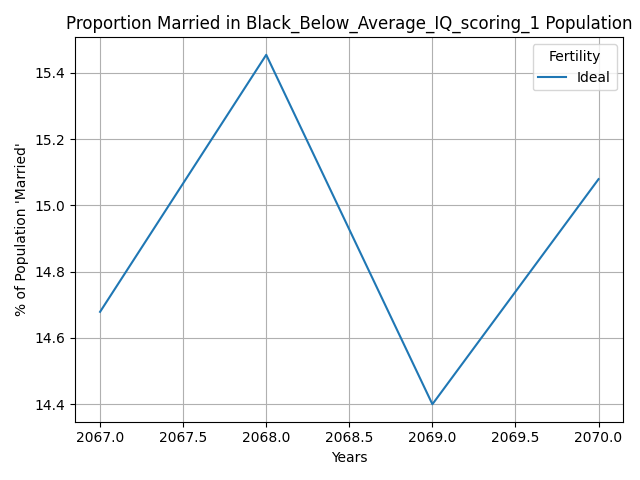 Proportion Married in Black_Below_Average_IQ_scoring_1 Population
Fertility
Ideal
% of Population 'Married'
15.4
15.2
15.0
14.8
14.6
14.4
2067.0 2067.5 2068.0 2068.5 2069.0 2069.5 2070.0
Years